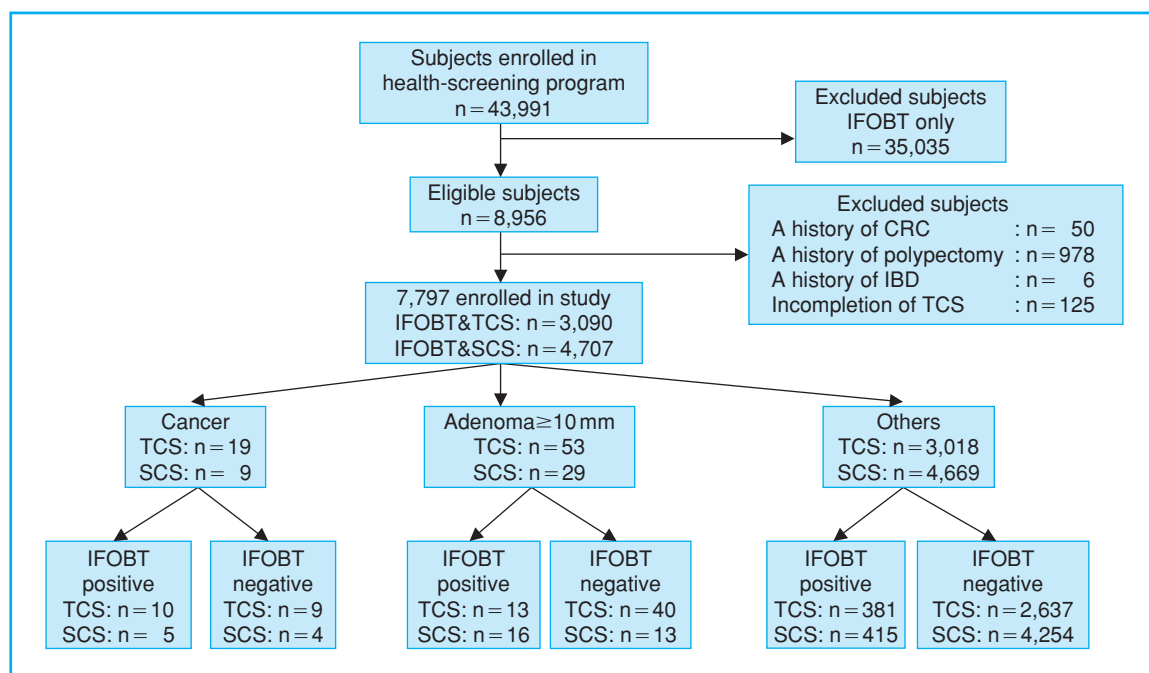 Subjects enrolled in
health-screening program
n=43,991
Excluded subjects
IFOBT only
n=35,035
Eligible subjects
n=8,956
Excluded subjects
A history of CRC : n= 50
A history of polypectomy : n=978
A history of IBD : n= 6
Incompletion of TCS : n=125
7,797 enrolled in study
IFOBT&TCS: n=3,090
IFOBT&SCS: n=4,707
Cancer
TCS: n=19
SCS: n= 9
Adenoma≥10 mm
TCS: n=53
SCS: n=29
Others
TCS: n=3,018
SCS: n=4,669
IFOBT
positive
TCS: n=10
SCS: n= 5
IFOBT
negative
TCS: n=9
SCS: n=4
IFOBT
positive
TCS: n=13
SCS: n=16
IFOBT
negative
TCS: n=40
SCS: n=13
IFOBT
positive
TCS: n=381
SCS: n=415
IFOBT
negative
TCS: n=2,637
SCS: n=4,254